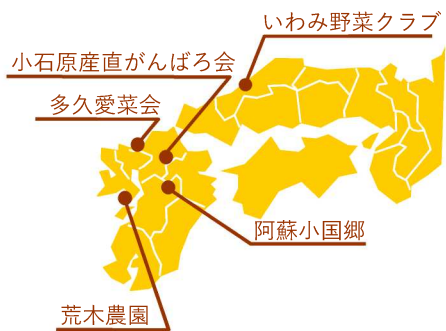 いわみ野菜クラブ
小石原産直がんばろ会
多久愛菜会
阿蘇小国郷
荒木農園